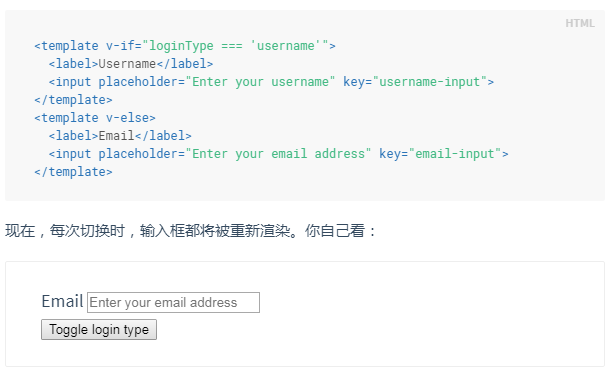 HTML
<template v-if="loginType === 'username'">
  <label>Username</label>
  <input placeholder="Enter your username" key="username-input">
</template>
<template v-else>
  <label>Email</label>
  <input placeholder="Enter your email address" key="email-input">
</template>
现在，每次切换时，输入框都将被重新渲染。你自己看：
Email Enter your email address
Toggle login type